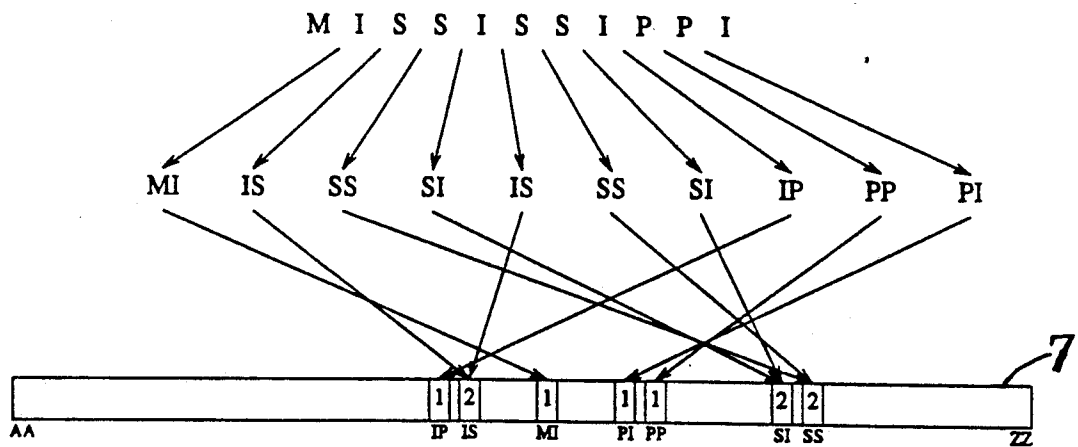 M I S S I S S I P P I
MI IS SS SI IS SS SI IP PP PI
7
1 2 1 1 1 2 2
AA IP IS MI PI PP SI SS ZZ